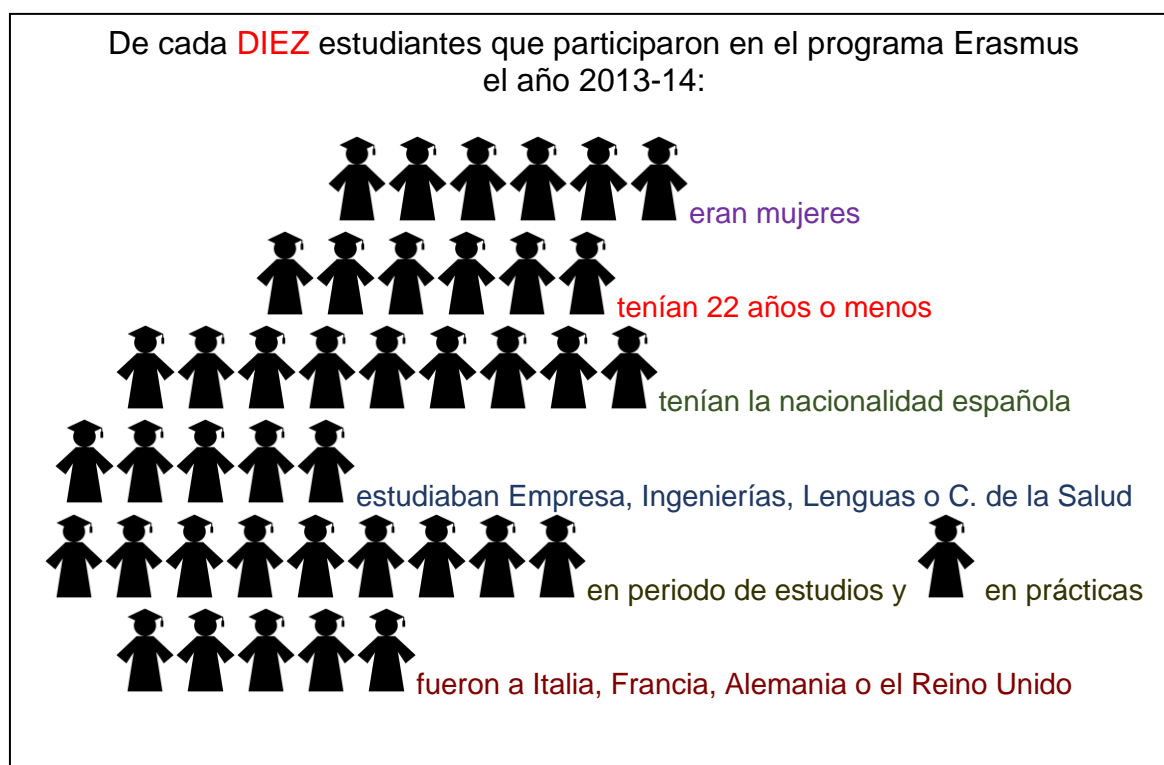 De cada DIEZ estudiantes que participaron en el programa Erasmus
el año 2013-14:
eran mujeres
tenían 22 años o menos
tenían la nacionalidad española
estudiaban Empresa, Ingenierías, Lenguas o C. de la Salud
en periodo de estudios y en prácticas
fueron a Italia, Francia, Alemania o el Reino Unido